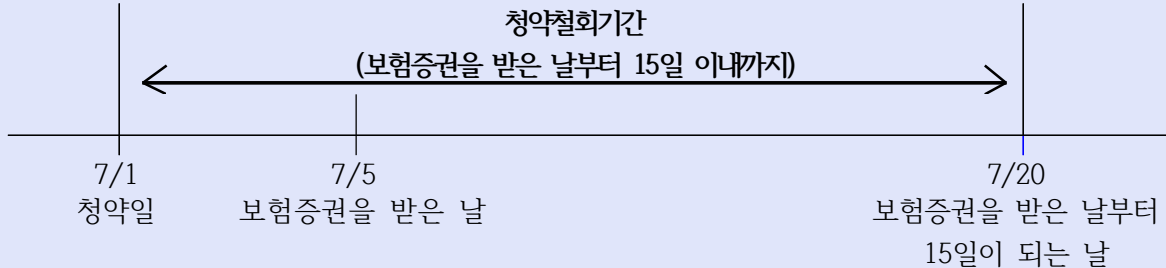 청약철회기간
(보험증권을 받은 날부터 15일 이내까지)
7/1
청약일
7/5
보험증권을 받은 날
7/20
보험증권을 받은 날부터
15일이 되는 날